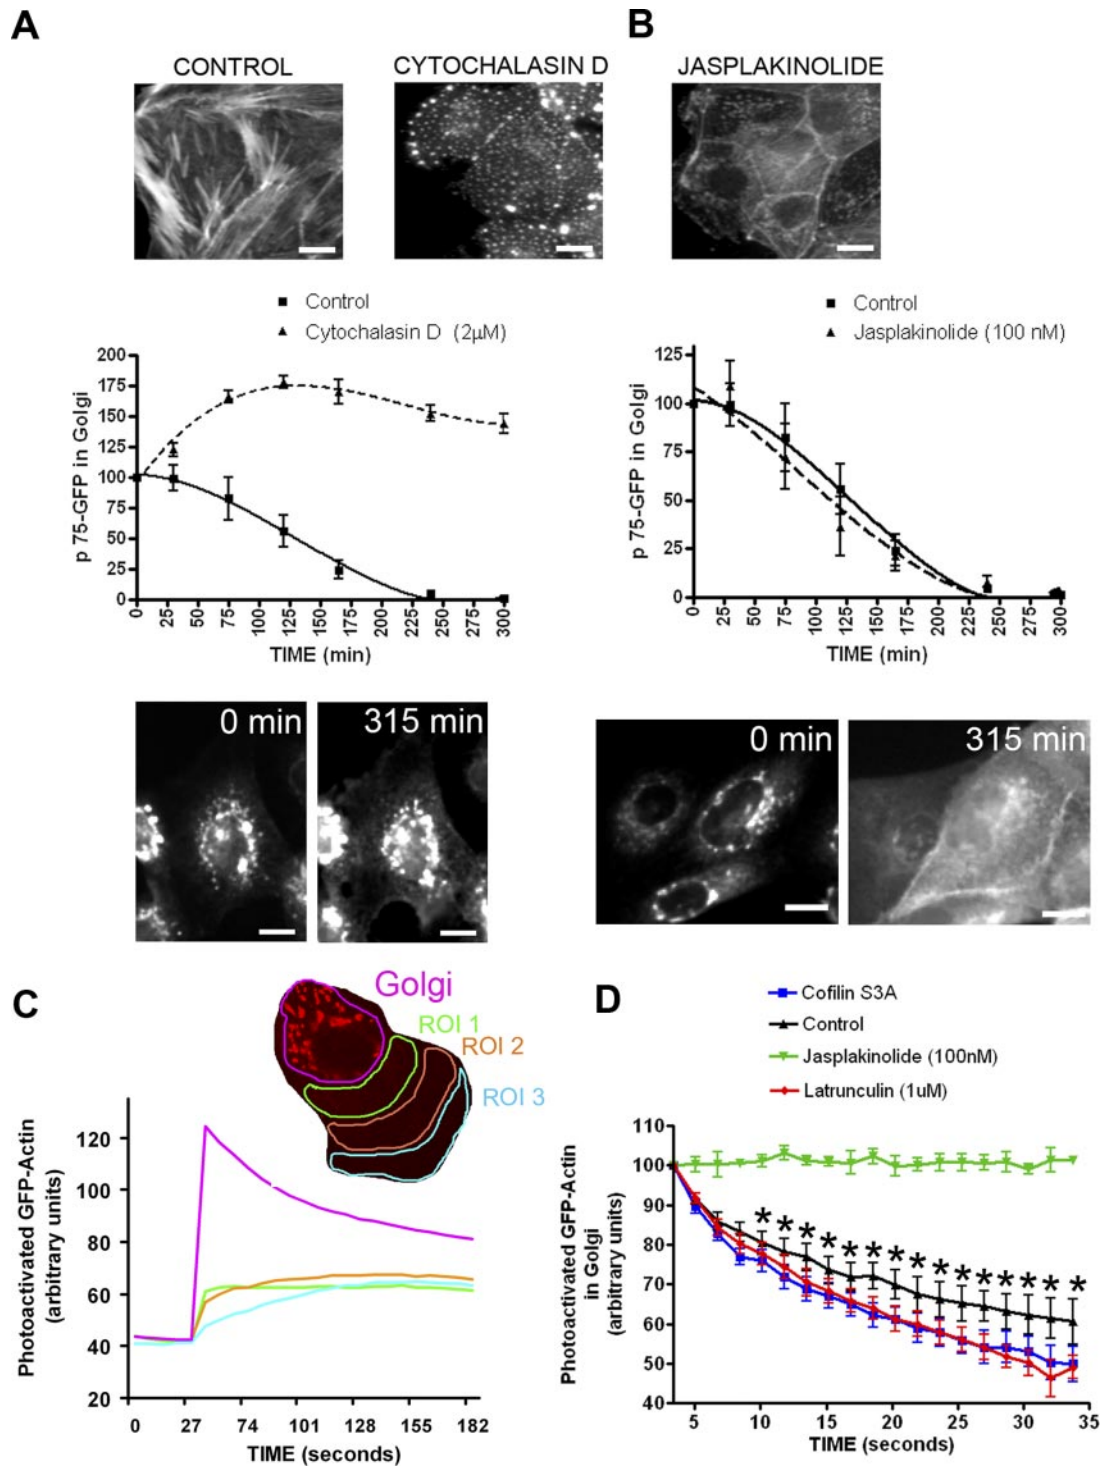 A
B
CONTROL
CYTOCHALASIN D
JASPLAKINOLIDE
Control
Cytochalasin D (2µM)
200
175
150
125
100
75
50
25
0
p 75-GFP in Golgi
0 25 50 75 100 125 150 175 200 225 250 275 300
TIME (min)
Control
Jasplakinolide (100 nM)
125
100
75
50
25
0
p 75-GFP in Golgi
0 25 50 75 100 125 150 175 200 225 250 275 300
TIME (min)
0 min
315 min
0 min
315 min
C
Golgi
ROI 1
ROI 2
ROI 3
120
100
80
60
40
20
Photoactivated GFP-Actin
(arbitrary units)
0 27 74 101 128 155 182
TIME (seconds)
D
Cofilin S3A
Control
Jasplakinolide (100nM)
Latrunculin (1uM)
110
100
90
80
70
60
50
40
Photoactivated GFP-Actin
in Golgi
(arbitrary units)
* * * * * * * * * * * * * * *
5 10 15 20 25 30 35
TIME (seconds)